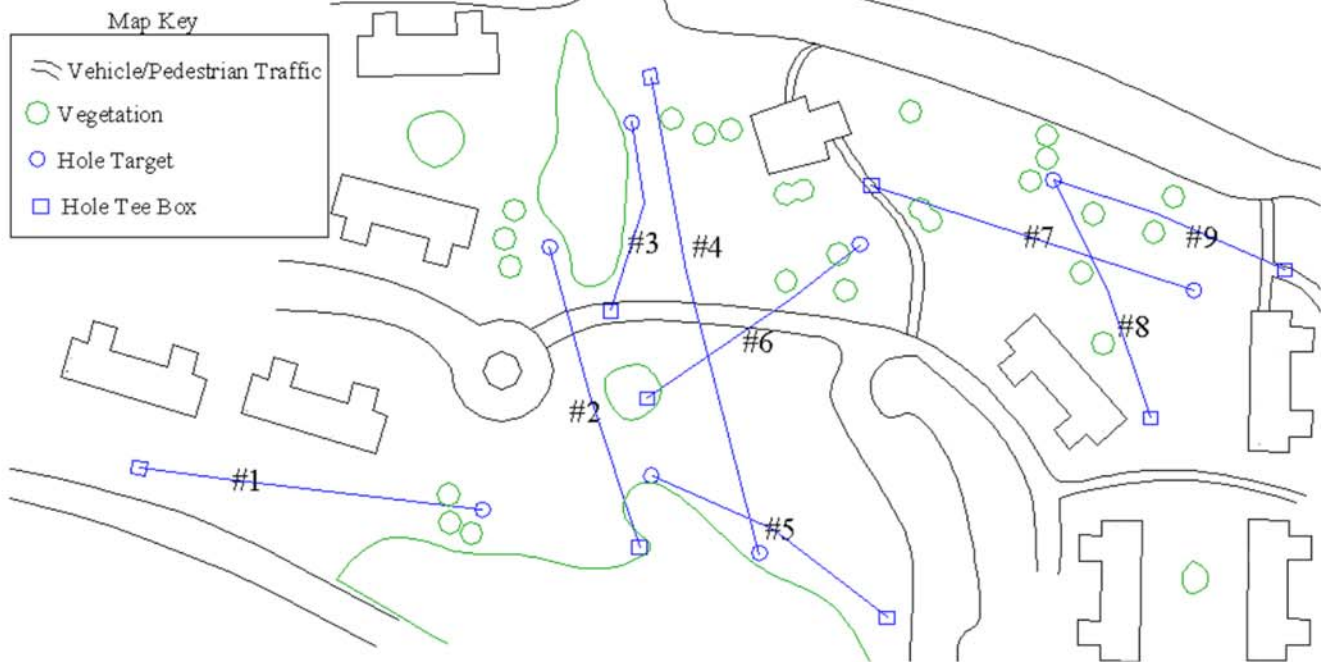 Map Key
Vehicle/Pedestrian Traffic
Vegetation
Hole Target
Hole Tee Box
#3
#4
#7
#9
#6
#8
#2
#1
#5